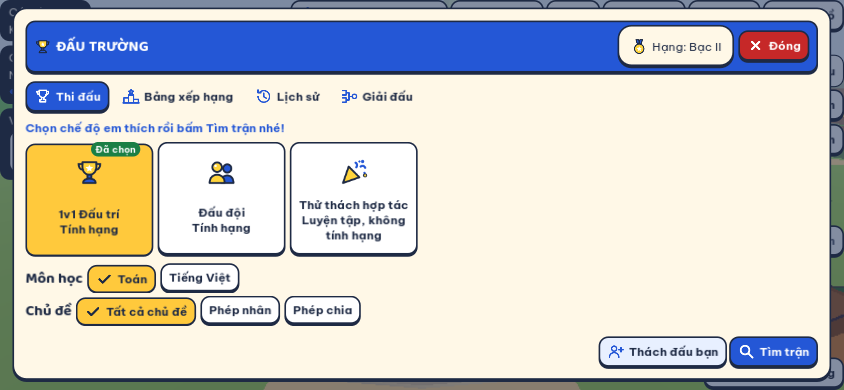 ĐẤU TRƯỜNG
Hạng: Bạc II
Đóng
Thi đấu
Bảng xếp hạng
Lịch sử
Giải đấu
Chọn chế độ em thích rồi bấm Tìm trận nhé!
Đã chọn
1v1 Đấu trí
Tính hạng
Đấu đội
Tính hạng
Thử thách hợp tác
Luyện tập, không
tính hạng
Môn học
Toán
Tiếng Việt
Chủ đề
Tất cả chủ đề
Phép nhân
Phép chia
Thách đấu bạn
Tìm trận